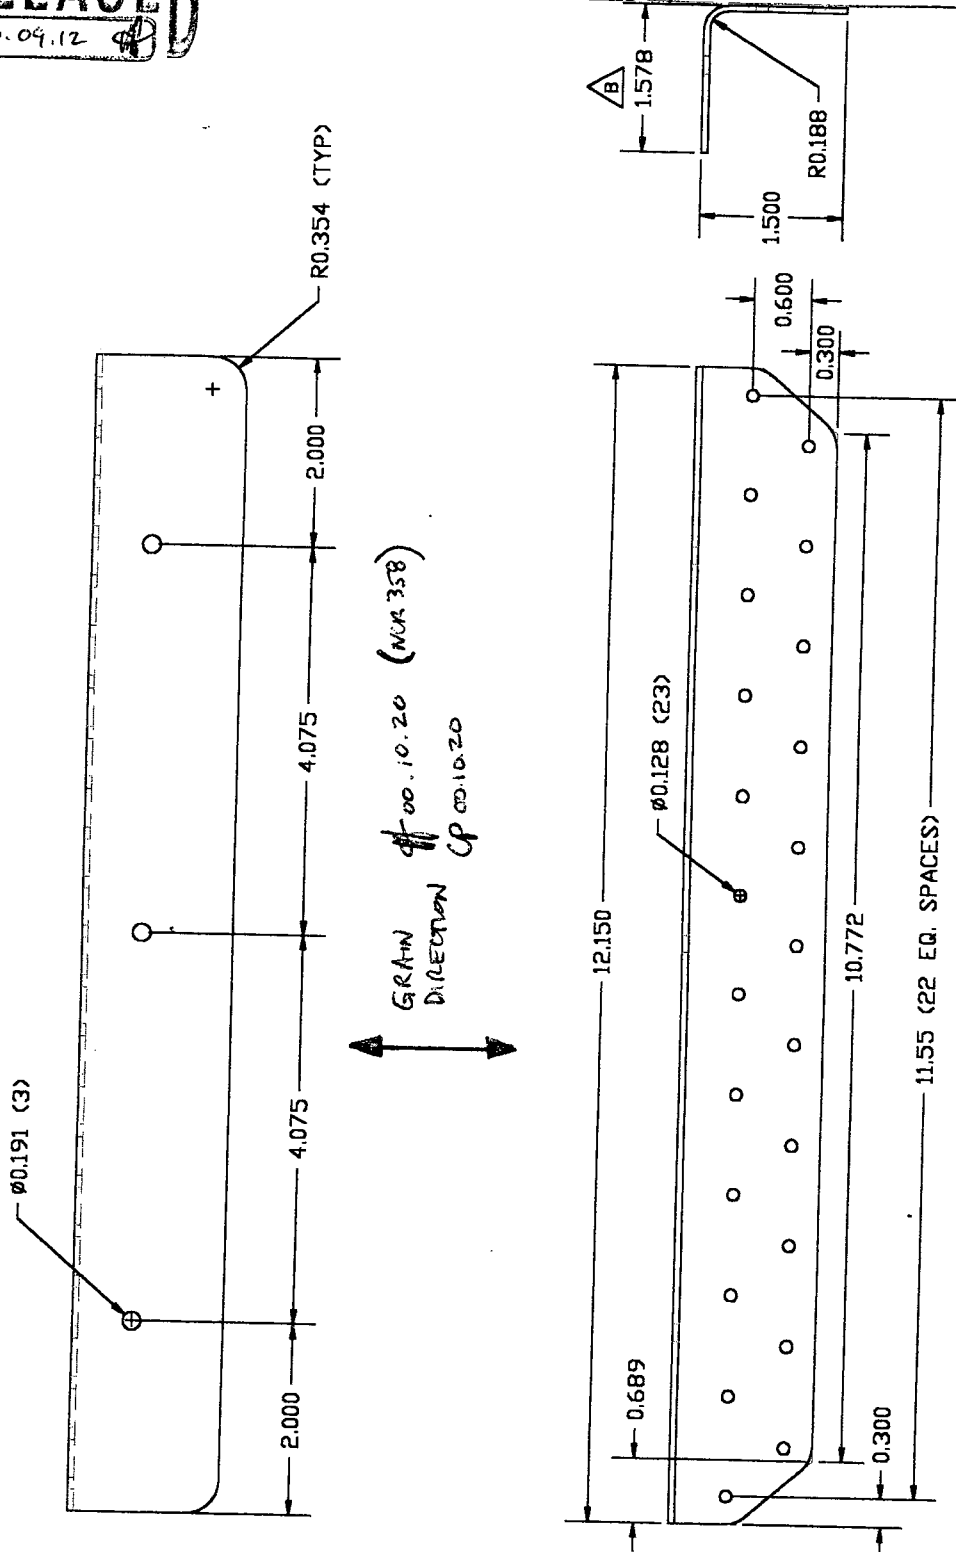 .09.12
R0.354 (TYP)
Ø0.191 (3)
2.000
4.075
4.075
2.000
GRAIN
DIRECTION
00.10.20 (NCR 358)
CP 00.10.20
B
1.578
R0.188
1.500
0.600
0.300
12.150
Ø0.128 (23)
0.689
10.772
0.300
11.55 (22 EQ. SPACES)